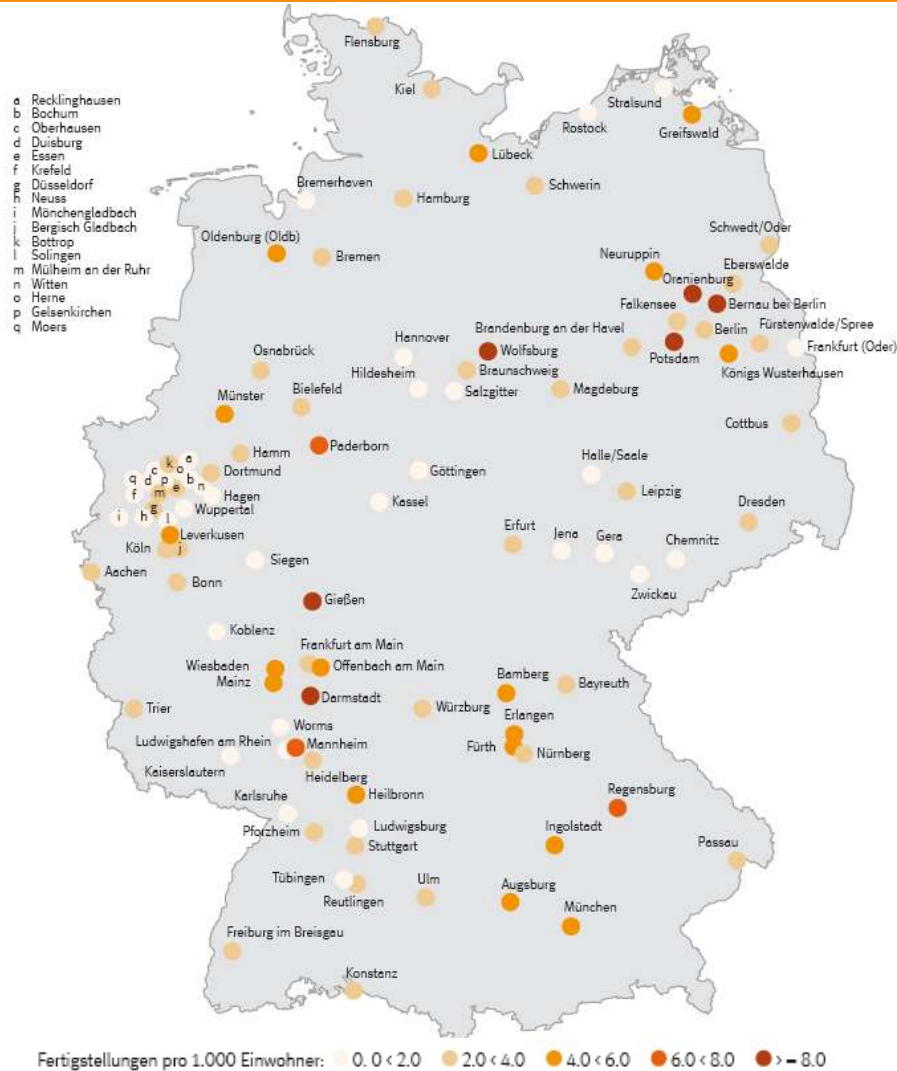 Flensburg
Kiel
Stralsund
Rostock
Greifswald
Lübeck
Schwerin
Bremerhaven
Hamburg
a Recklinghausen
b Bochum
c Oberhausen
d Duisburg
e Essen
f Krefeld
g Düsseldorf
h Neuss
i Mönchengladbach
j Bergisch Gladbach
k Bottrop
l Solingen
m Mülheim an der Ruhr
n Witten
o Herne
p Gelsenkirchen
q Moers
Oldenburg (Oldb)
Bremen
Schwedt/Oder
Neuruppin
Eberswalde
Oranienburg
Bernau bei Berlin
Falkensee
Berlin
Fürstenwalde/Spree
Brandenburg an der Havel
Potsdam
Frankfurt (Oder)
Königs Wusterhausen
Hannover
Wolfsburg
Osnabrück
Hildesheim
Braunschweig
Salzgitter
Magdeburg
Bielefeld
Münster
Cottbus
Paderborn
Hamm
Dortmund
Göttingen
Halle/Saale
Leipzig
a
k
c
o
q
d
p
b
f
m
e
n
Hagen
Kassel
g
Wuppertal
i
h
l
Dresden
Leverkusen
Erfurt
Jena
Gera
Chemnitz
Köln
j
Siegen
Zwickau
Aachen
Bonn
Gießen
Koblenz
Frankfurt am Main
Wiesbaden
Offenbach am Main
Mainz
Bamberg
Bayreuth
Darmstadt
Trier
Würzburg
Worms
Erlangen
Ludwigshafen am Rhein
Mannheim
Fürth
Nürnberg
Kaiserslautern
Heidelberg
Karlsruhe
Heilbronn
Regensburg
Ludwigsburg
Pforzheim
Ingolstadt
Stuttgart
Passau
Tübingen
Ulm
Augsburg
Reutlingen
München
Freiburg im Breisgau
Konstanz
Fertigstellungen pro 1.000 Einwohner: 0. 0 < 2.0 2.0 < 4.0 4.0 < 6.0 6.0 < 8.0 > = 8.0